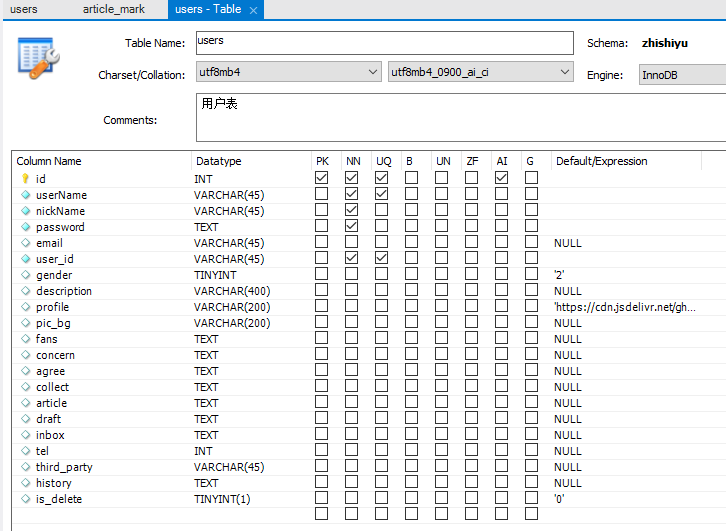 users article_mark users - Table
Table Name: users Schema: zhishiyu
Charset/Collation: utf8mb4 utf8mb4_0900_ai_ci Engine: InnoDB
Comments: 用户表
Column Name Datatype PK NN UQ B UN ZF AI G Default/Expression
id INT
userName VARCHAR(45)
nickName VARCHAR(45)
password TEXT
email VARCHAR(45) NULL
user_id VARCHAR(45)
gender TINYINT '2'
description VARCHAR(400) NULL
profile VARCHAR(200) 'https://cdn.jsdelivr.net/gh...
pic_bg VARCHAR(200) NULL
fans TEXT NULL
concern TEXT NULL
agree TEXT NULL
collect TEXT NULL
article TEXT NULL
draft TEXT NULL
inbox TEXT NULL
tel INT NULL
third_party VARCHAR(45) NULL
history TEXT NULL
is_delete TINYINT(1) '0'